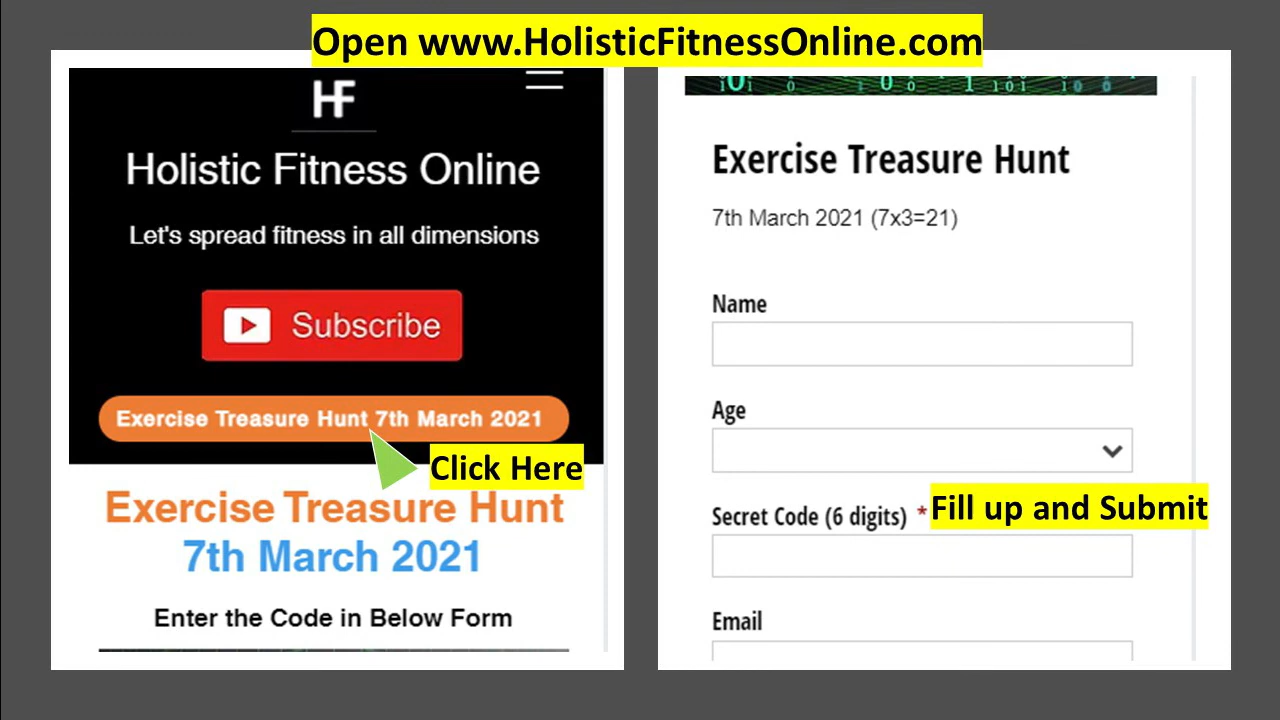 Open www.HolisticFitnessOnline.com
HF
Holistic Fitness Online
Let's spread fitness in all dimensions
Subscribe
Exercise Treasure Hunt 7th March 2021
Click Here
Exercise Treasure Hunt
7th March 2021
Enter the Code in Below Form
Exercise Treasure Hunt
7th March 2021 (7x3=21)
Name
Age
Secret Code (6 digits) *
Fill up and Submit
Email